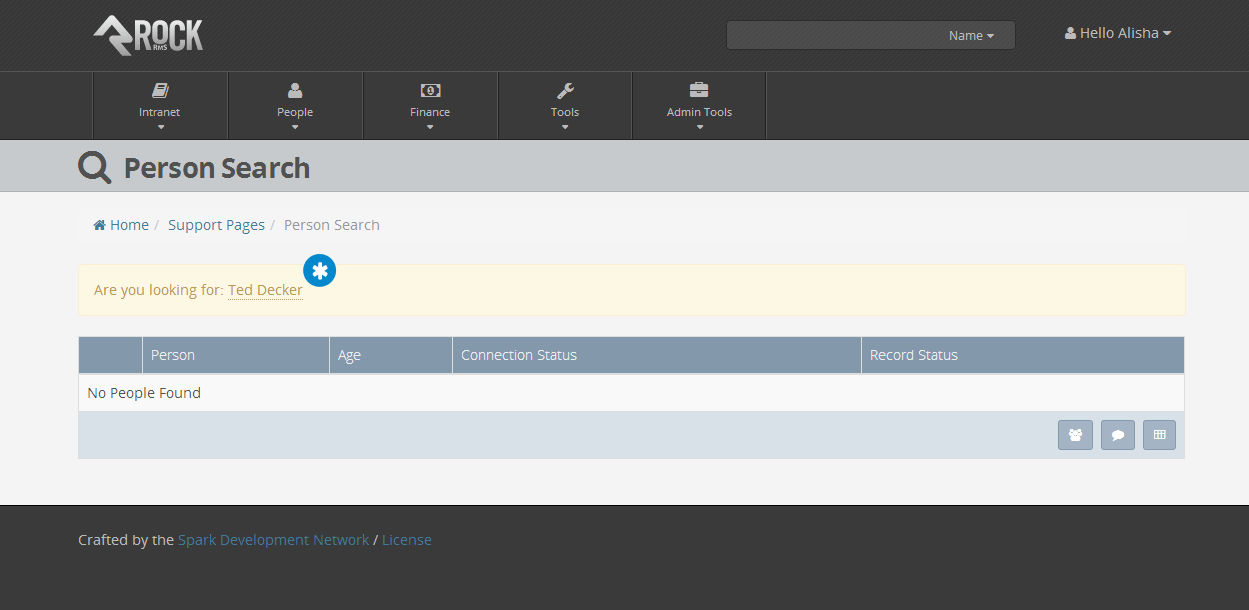 ROCK
RMS
Name
Hello Alisha
Intranet
People
Finance
Tools
Admin Tools
Person Search
Home / Support Pages / Person Search
Are you looking for: Ted Decker
Person
Age
Connection Status
Record Status
No People Found
Crafted by the Spark Development Network / License